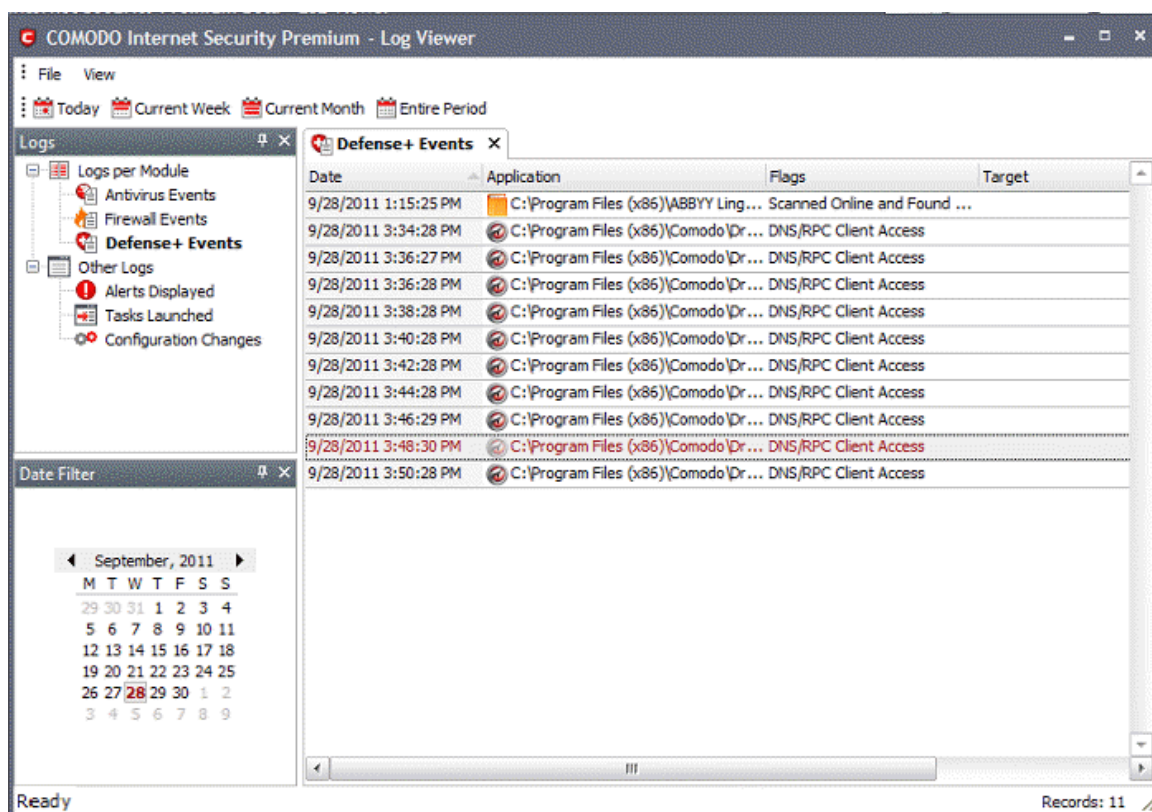 COMODO Internet Security Premium - Log Viewer
File View
Today Current Week Current Month Entire Period
Logs
Logs per Module
Antivirus Events
Firewall Events
Defense+ Events
Other Logs
Alerts Displayed
Tasks Launched
Configuration Changes
Date Filter
September, 2011
M T W T F S S
29 30 31 1 2 3 4
5 6 7 8 9 10 11
12 13 14 15 16 17 18
19 20 21 22 23 24 25
26 27 28 29 30 1 2
3 4 5 6 7 8 9
Defense+ Events
Date Application Flags Target
9/28/2011 1:15:25 PM C:\Program Files (x86)\ABBYY Ling... Scanned Online and Found ...
9/28/2011 3:34:28 PM C:\Program Files (x86)\Comodo\Dr... DNS/RPC Client Access
9/28/2011 3:36:27 PM C:\Program Files (x86)\Comodo\Dr... DNS/RPC Client Access
9/28/2011 3:36:28 PM C:\Program Files (x86)\Comodo\Dr... DNS/RPC Client Access
9/28/2011 3:38:28 PM C:\Program Files (x86)\Comodo\Dr... DNS/RPC Client Access
9/28/2011 3:40:28 PM C:\Program Files (x86)\Comodo\Dr... DNS/RPC Client Access
9/28/2011 3:42:28 PM C:\Program Files (x86)\Comodo\Dr... DNS/RPC Client Access
9/28/2011 3:44:28 PM C:\Program Files (x86)\Comodo\Dr... DNS/RPC Client Access
9/28/2011 3:46:29 PM C:\Program Files (x86)\Comodo\Dr... DNS/RPC Client Access
9/28/2011 3:48:30 PM C:\Program Files (x86)\Comodo\Dr... DNS/RPC Client Access
9/28/2011 3:50:28 PM C:\Program Files (x86)\Comodo\Dr... DNS/RPC Client Access
Ready
Records: 11